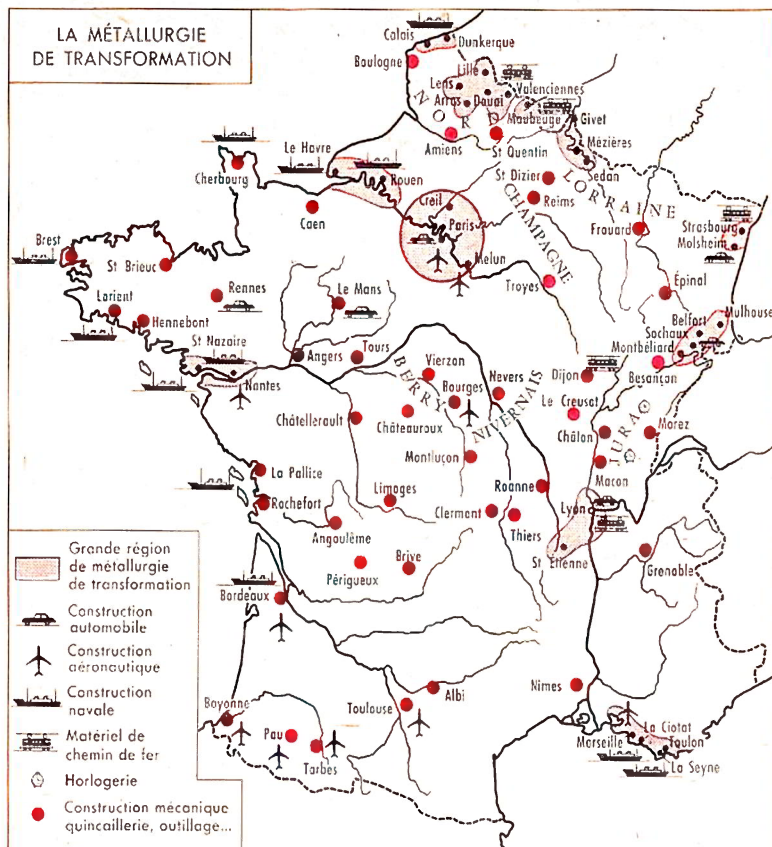 LA MÉTALLURGIE
DE TRANSFORMATION
Calais
Dunkerque
Boulogne
Lille
Lens
Valenciennes
Arras
Douai
NORD
Maubeuge
Givet
Amiens
St Quentin
Mézières
Sedan
Cherbourg
Le Havre
Rouen
St Dizier
LORRAINE
Reims
Caen
Creil
Paris
CHAMPAGNE
Frouard
Strasbourg
Molsheim
Brest
St Brieuc
Melun
Troyes
Épinal
Rennes
Le Mans
Lorient
Hennebont
Mulhouse
Belfort
Sochaux
Montbéliard
St Nazaire
Angers
Tours
Vierzon
BERRY
Nevers
Dijon
Besançon
Nantes
Bourges
Le Creusot
NIVERNAIS
Châtellerault
Châteauroux
Châlon
JURA
Morez
Montluçon
La Pallice
Macon
Roanne
Rochefort
Limoges
Clermont
Lyon
Angoulême
Thiers
St Etienne
Brive
Périgueux
Grenoble
Bordeaux
Albi
Nimes
Toulouse
Bayonne
Pau
Tarbes
La Ciotat
Marseille
Toulon
La Seyne
Grande région
de métallurgie
de transformation
Construction
automobile
Construction
aéronautique
Construction
navale
Matériel de
chemin de fer
Horlogerie
Construction mécanique
quincaillerie, outillage...